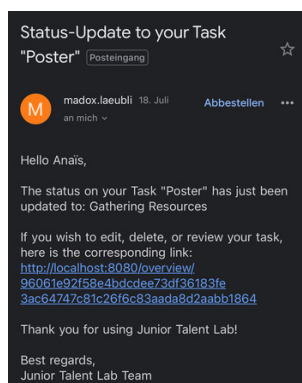 Status-Update to your Task
"Poster" Posteingang
M
madox.laeubli 18. Juli Abbestellen
an mich
Hello Anaïs,
The status on your Task "Poster" has just been
updated to: Gathering Resources
If you wish to edit, delete, or review your task,
here is the corresponding link:
http://localhost:8080/overview/
96061e92f58e4bdcdee73df36183fe
3ac64747c81c26f6c83aada8d2aabb1864
Thank you for using Junior Talent Lab!
Best regards,
Junior Talent Lab Team